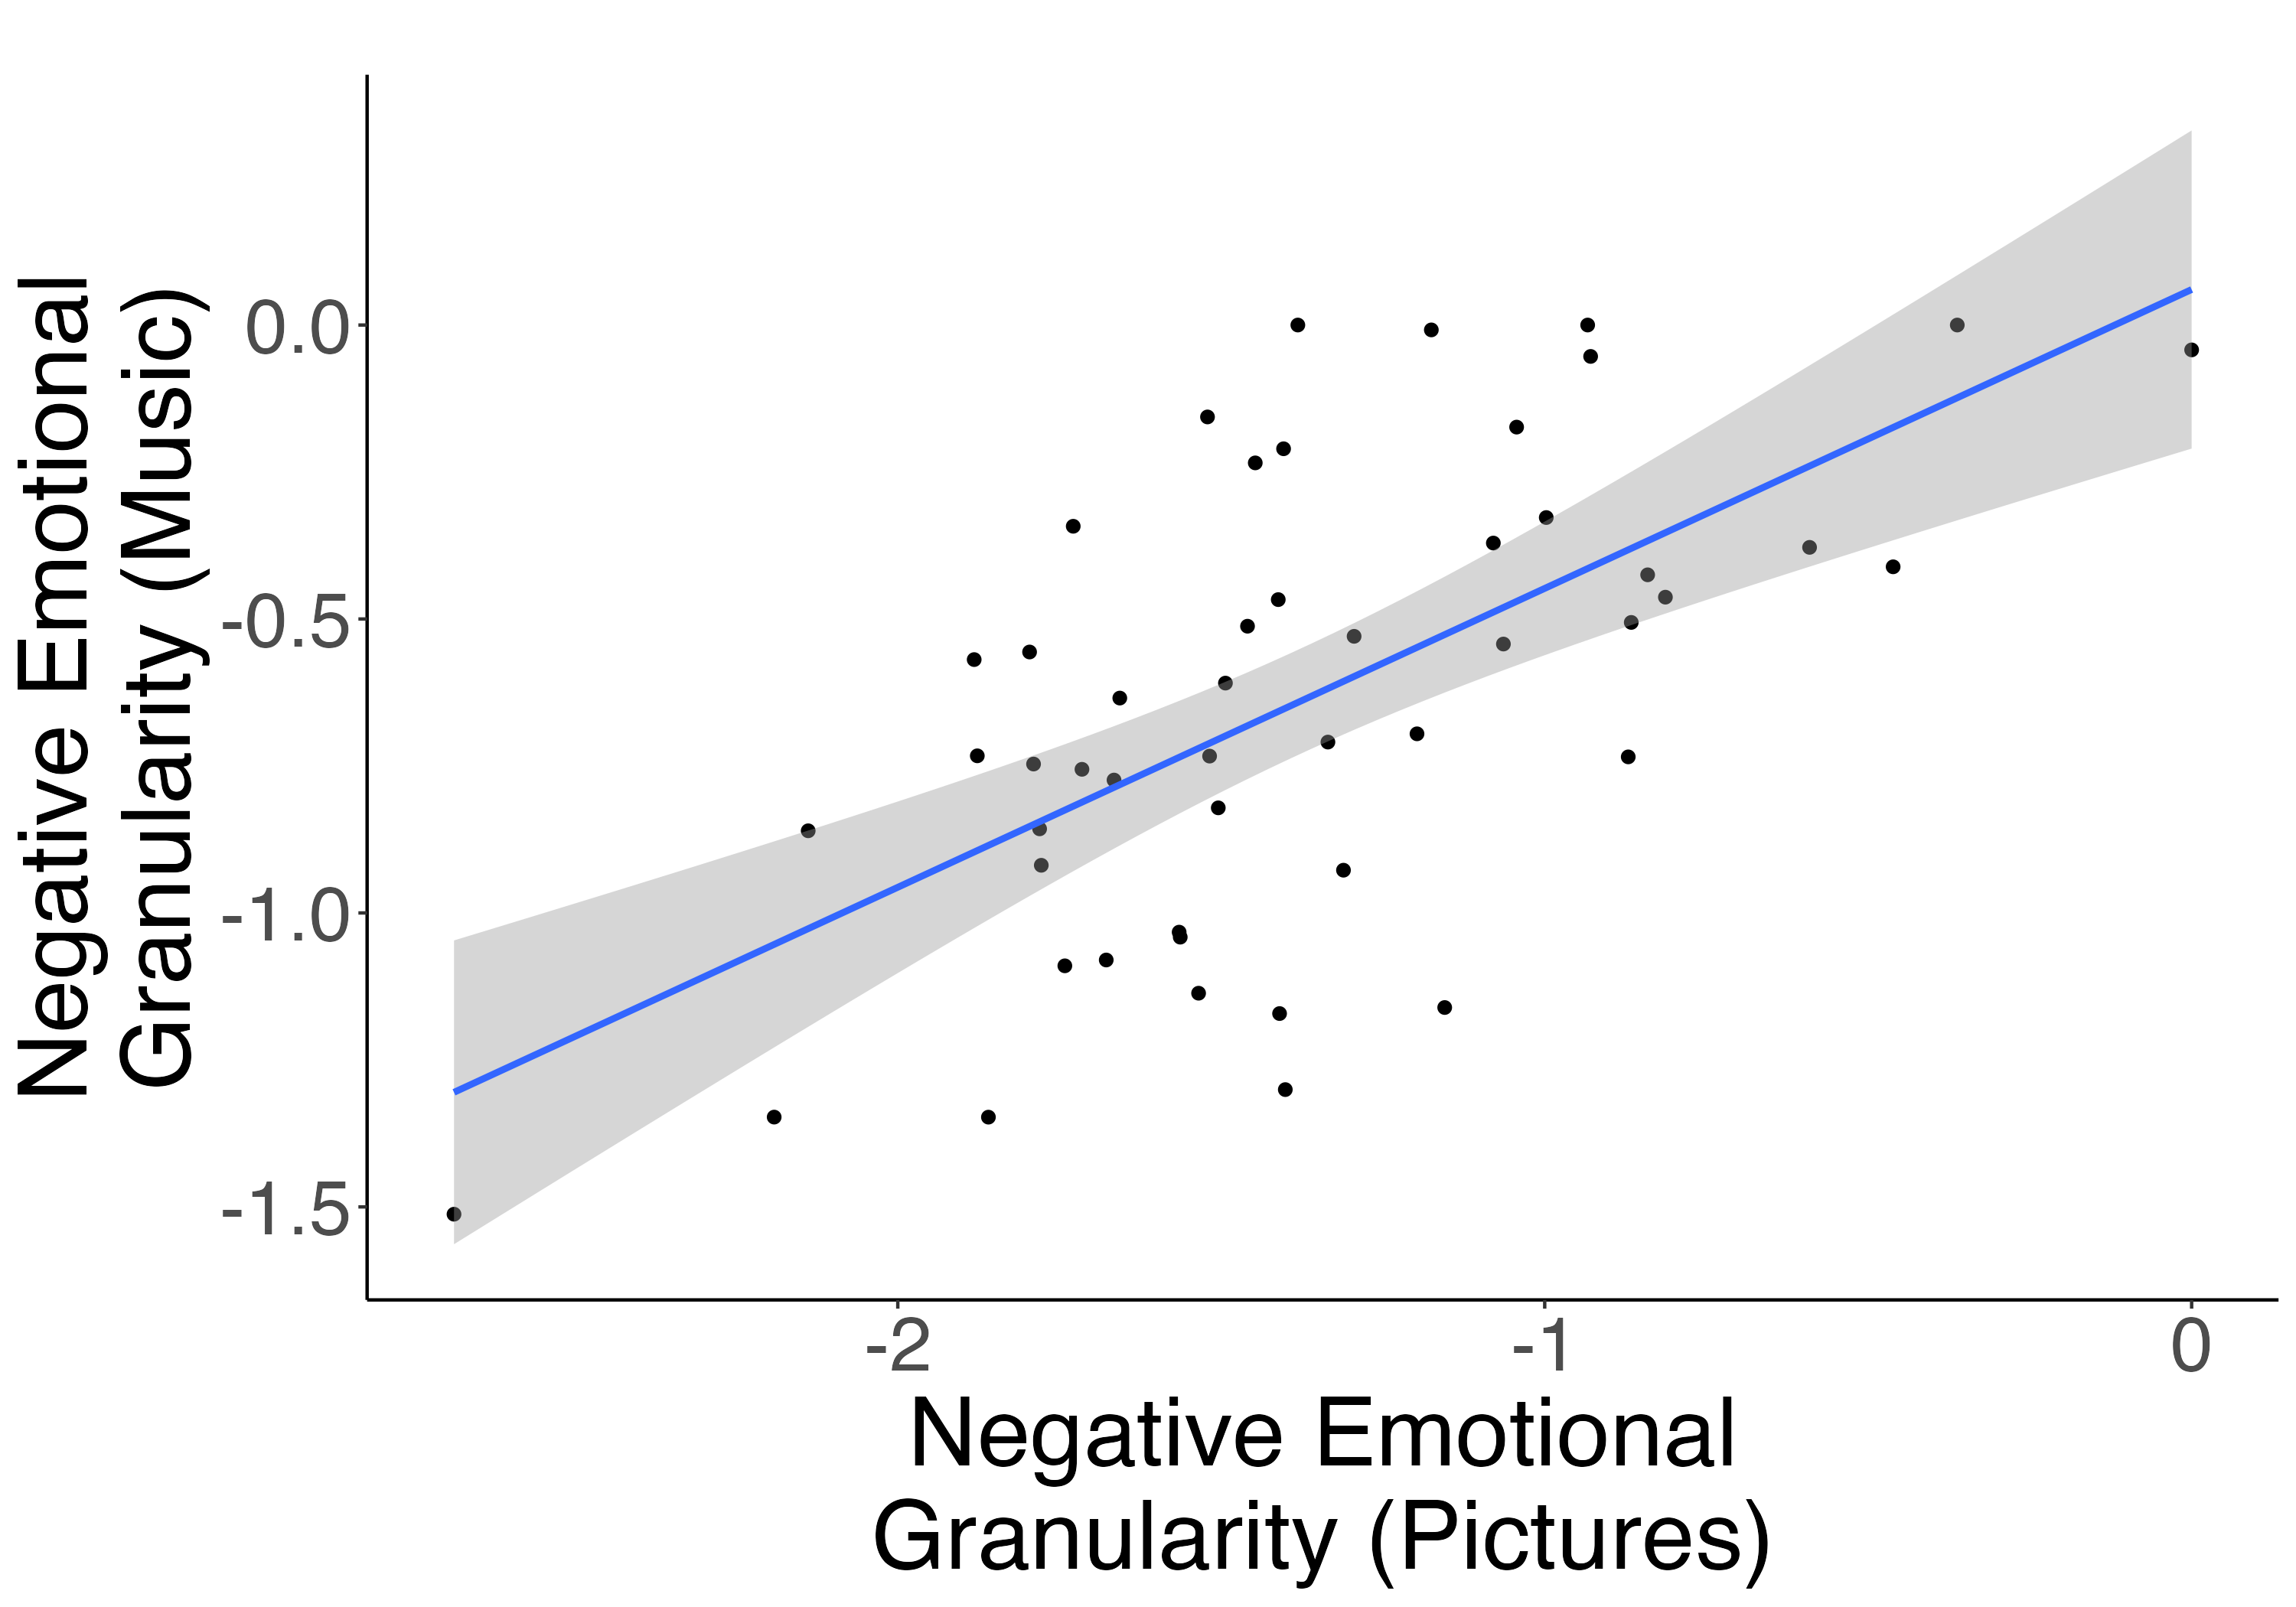 Negative Emotional
Granularity (Music)
0.0
-0.5
-1.0
-1.5
-2
-1
0
Negative Emotional
Granularity (Pictures)